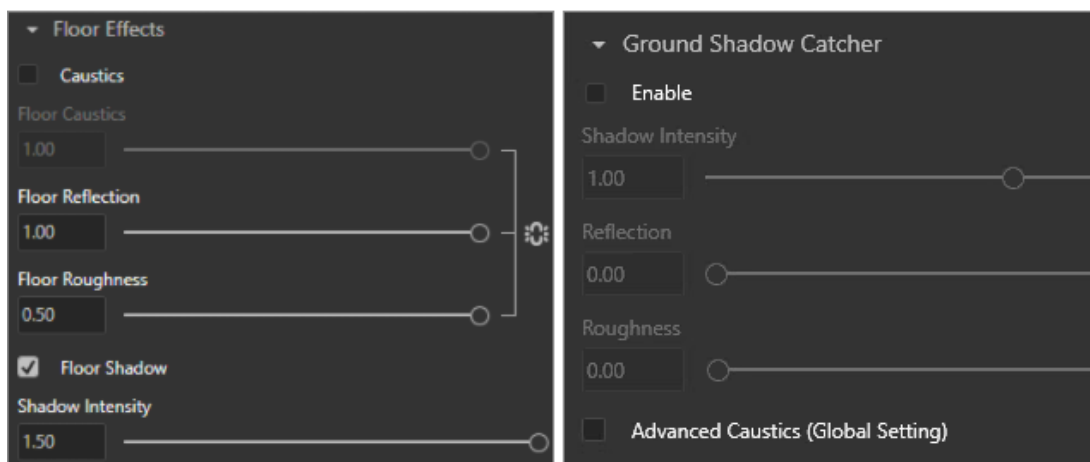 Floor Effects
Caustics
Floor Caustics
1.00
Floor Reflection
1.00
Floor Roughness
0.50
Floor Shadow
Shadow Intensity
1.50
Ground Shadow Catcher
Enable
Shadow Intensity
1.00
Reflection
0.00
Roughness
0.00
Advanced Caustics (Global Setting)